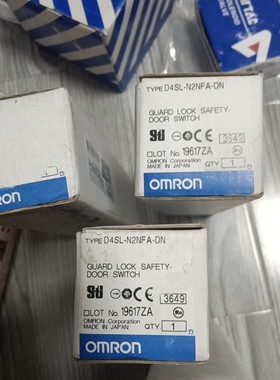 TYPE D4SL-N2NFA-DN
GUARD LOCK SAFETY-
DOOR SWITCH
3649
LOT No. 19617ZA
OMRON Corporation
MADE IN JAPAN
QTY 1
OMRON
TYPE D4SL-N2NFA-DN
GUARD LOCK SAFETY-
DOOR SWITCH
3649
LOT No. 19617ZA
OMRON Corporation
MADE IN JAPAN
QTY 1
OMRON